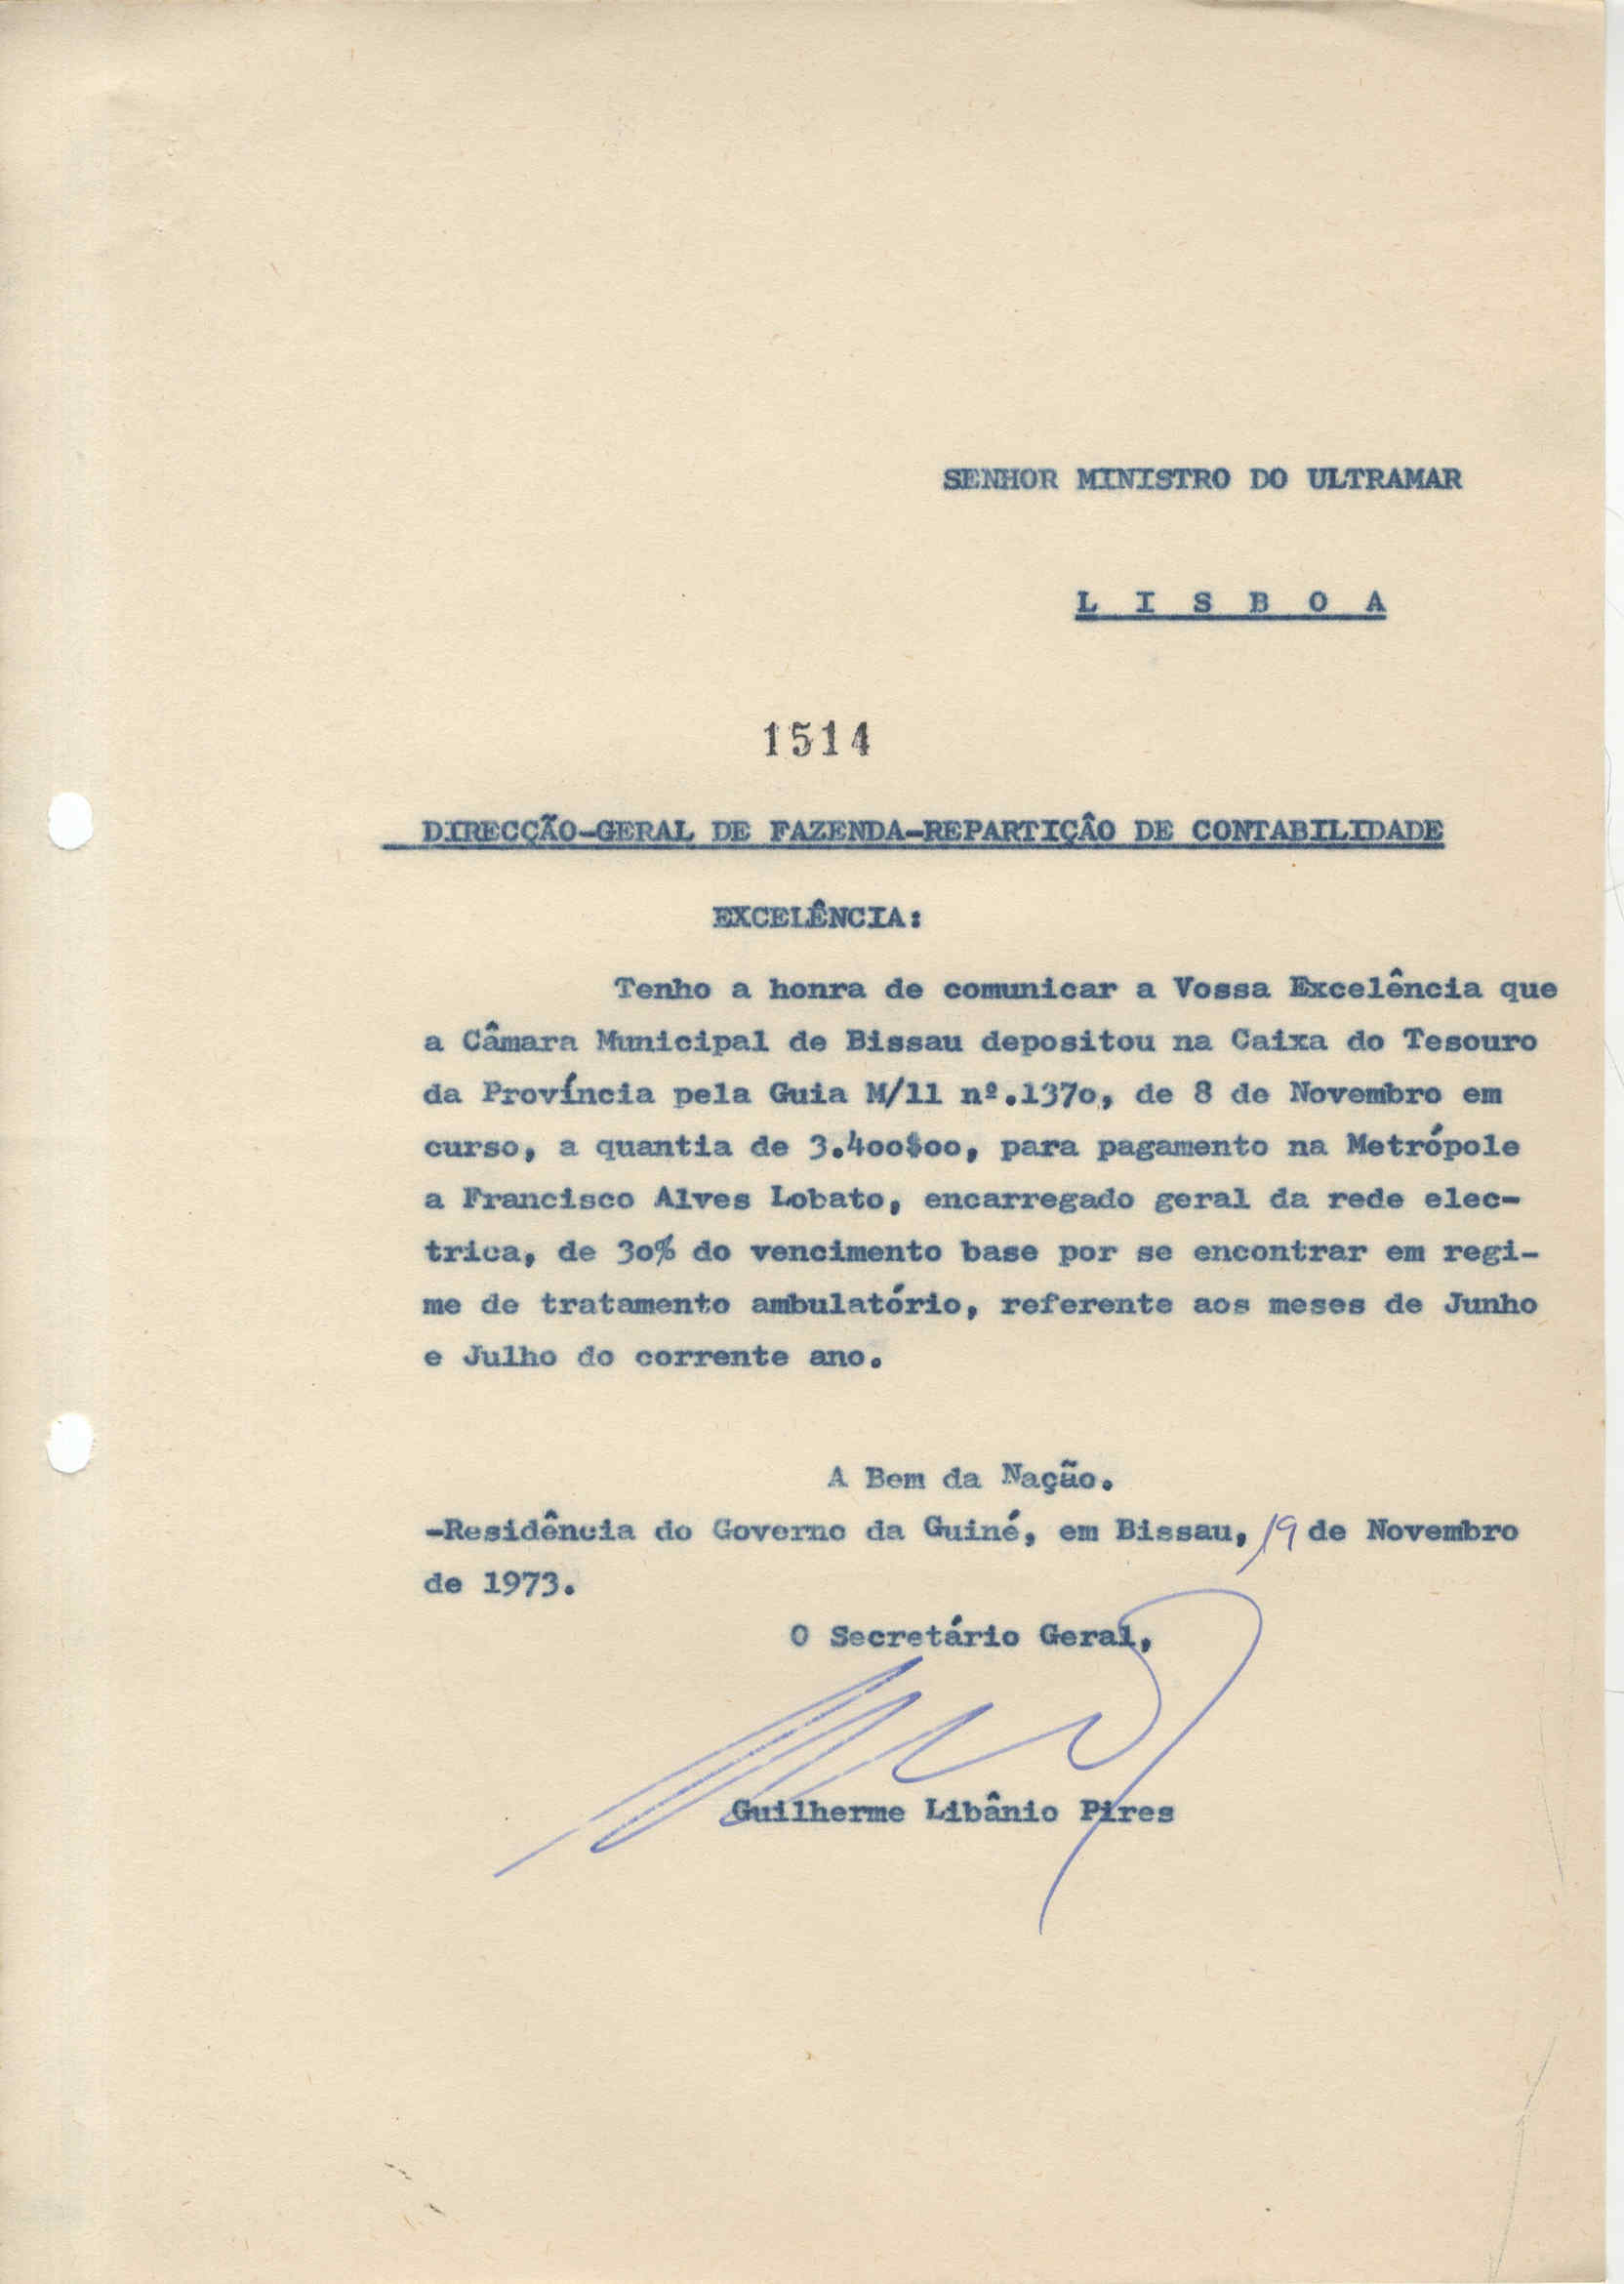 SENHOR MINISTRO DO ULTRAMAR
L I S B O A
1514
DIRECÇÃO-GERAL DE FAZENDA-REPARTIÇÂO DE CONTABILIDADE
EXCELÊNCIA:
Tenho a honra de comunicar a Vossa Excelência que
a Câmara Municipal de Bissau depositou na Caixa do Tesouro
da Província pela Guia M/11 nº.137o, de 8 de Novembro em
curso, a quantia de 3.4oo$oo, para pagamento na Metrópole
a Francisco Alves Lobato, encarregado geral da rede elec-
trica, de 3o% do vencimento base por se encontrar em regi-
me de tratamento ambulatório, referente aos meses de Junho
e Julho do corrente ano.
A Bem da Nação.
-Residência do Governo da Guiné, em Bissau, 19 de Novembro
de 1973.
O Secretário Geral,
Guilherme Libânio Pires